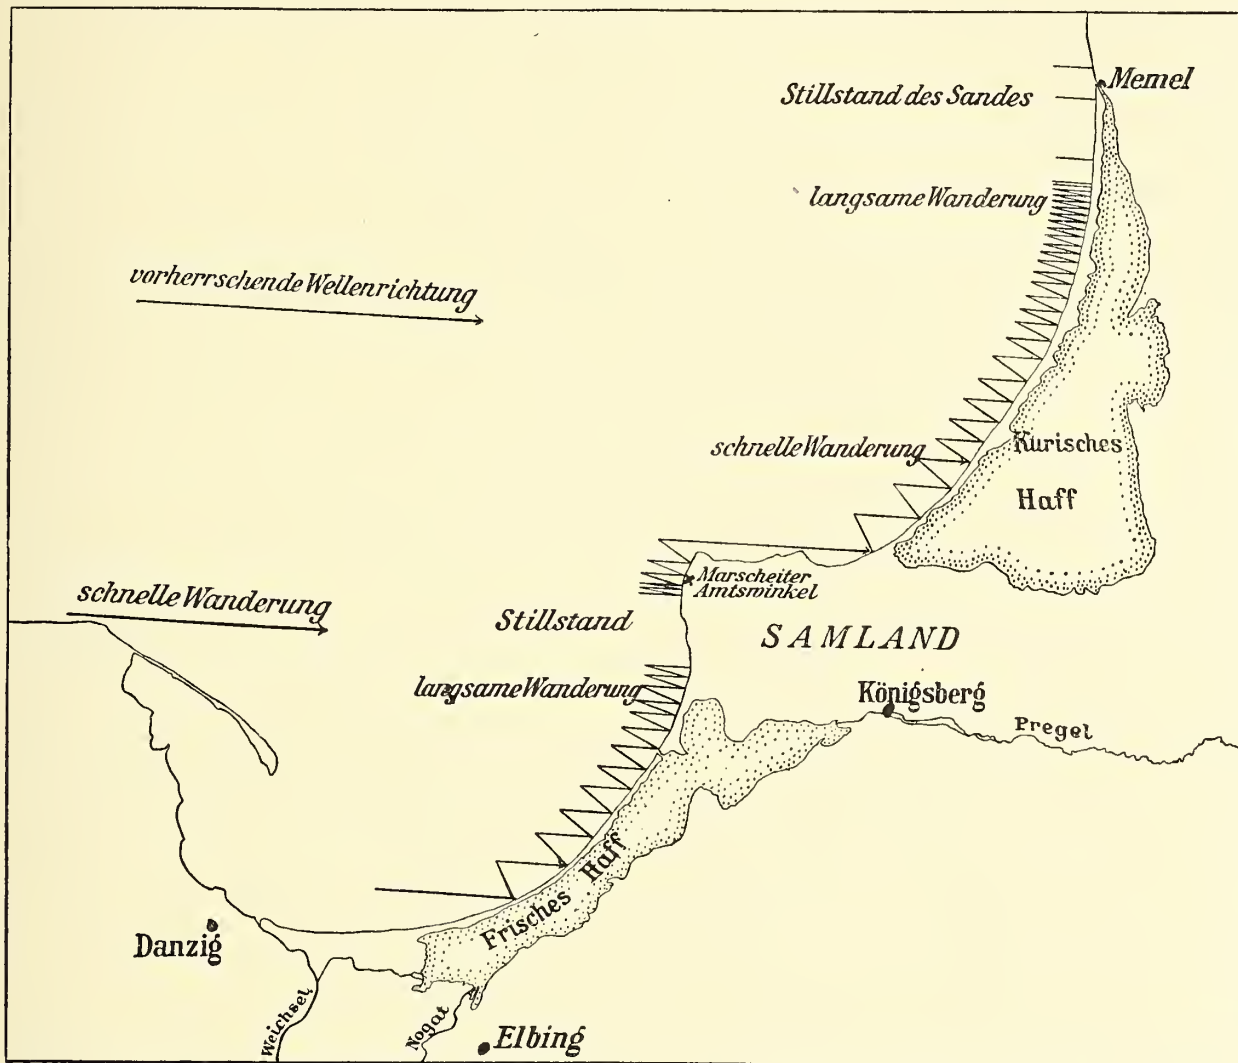 Memel
Stillstand des Sandes
langsame Wanderung
vorherrschende Wellenrichtung
schnelle Wanderung
Kurisches
Haff
Marscheiter
Amtswinkel
schnelle Wanderung
Stillstand
SAMLAND
langsame Wanderung
Königsberg
Pregel
Frisches Haff
Danzig
Weichsel
Nogat
Elbing